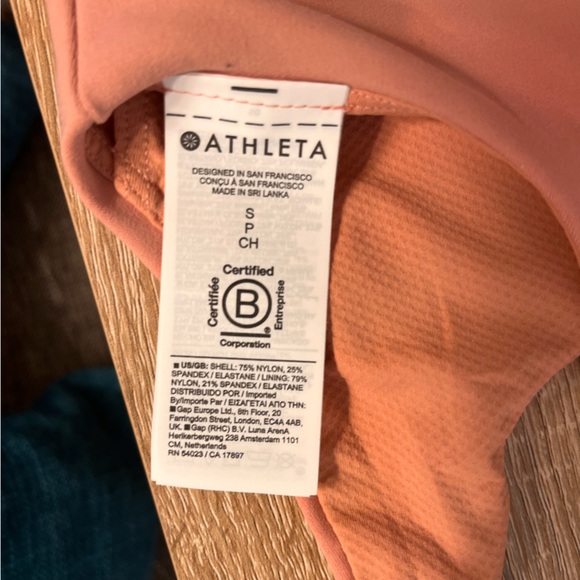 ATHLETA
DESIGNED IN SAN FRANCISCO
CONÇU À SAN FRANCISCO
MADE IN SRI LANKA
S
P
CH
Certified
Certifiée
B
Entreprise
®
Corporation
■ US/GB: SHELL: 75% NYLON, 25%
SPANDEX / ELASTANE / LINING: 79%
NYLON, 21% SPANDEX / ELASTANE
DISTRIBUIDO POR / Imported
By/Importe Par / ΕΙΣΑΓΕΤΑΙ ΑΠΟ ΤΗΝ:
■ Gap Europe Ltd., 6th Floor, 20
Farringdon Street, London, EC4A 4AB,
UK. ■ Gap (RHC) B.V. Luna ArenA
Herikerbergweg 238 Amsterdam 1101
CM, Netherlands
RN 54023 / CA 17897